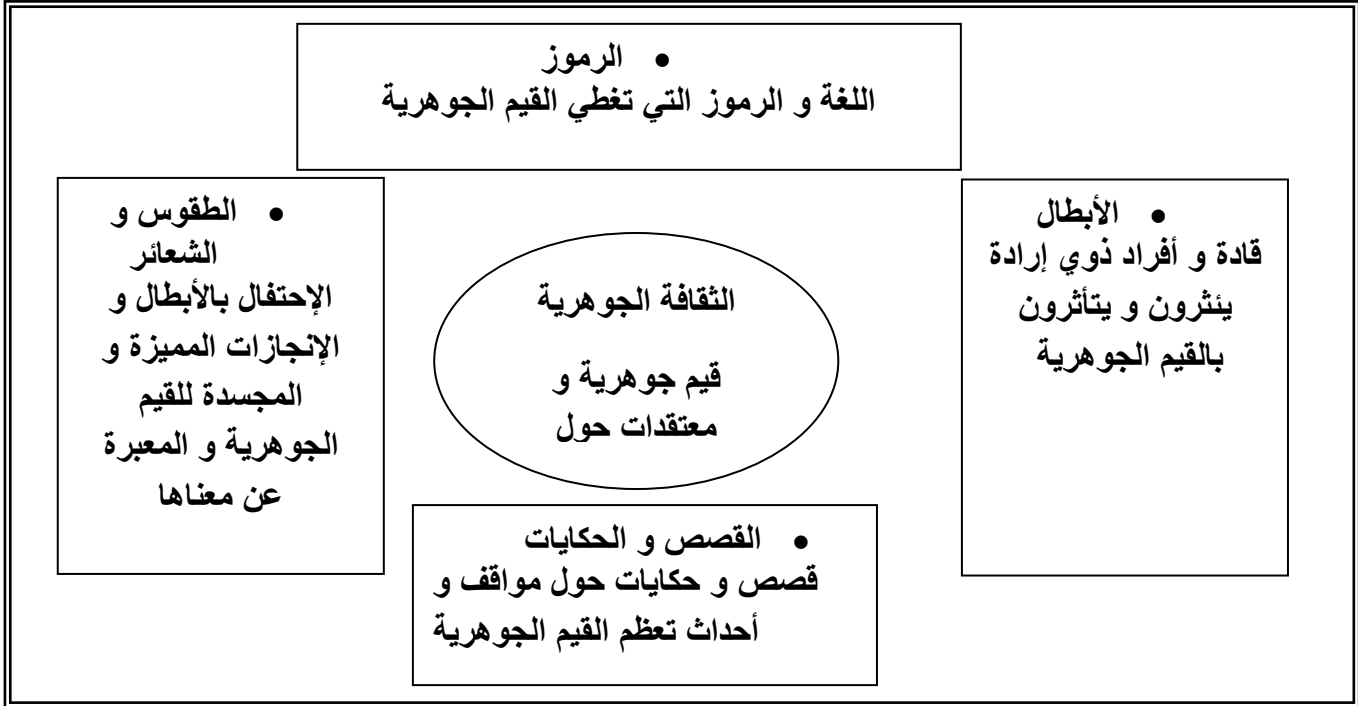 • الرموز
اللغة و الرموز التي تغطي القيم الجوهرية
• الأبطال
قادة و أفراد ذوي إرادة
يئثرون و يتأثرون
بالقيم الجوهرية
الثقافة الجوهرية
قيم جوهرية و
معتقدات حول
• الطقوس و
الشعائر
الإحتفال بالأبطال و
الإنجازات المميزة و
المجسدة للقيم
الجوهرية و المعبرة
عن معناها
• القصص و الحكايات
قصص و حكايات حول مواقف و
أحداث تعظم القيم الجوهرية